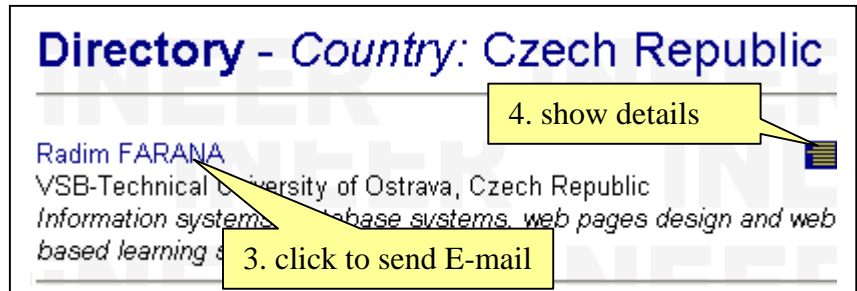 Directory - Country: Czech Republic
4. show details
Radim FARANA
VSB-Technical University of Ostrava, Czech Republic
Information systems, database systems, web pages design and web
based learning
3. click to send E-mail